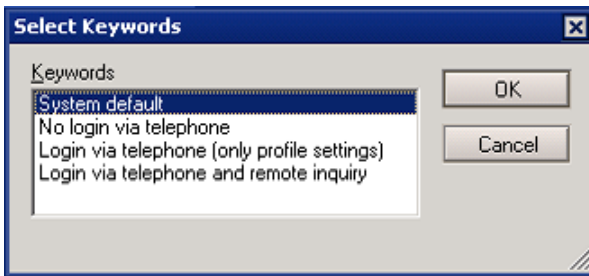 Select Keywords
Keywords
OK
System default
No login via telephone
Cancel
Login via telephone (only profile settings)
Login via telephone and remote inquiry